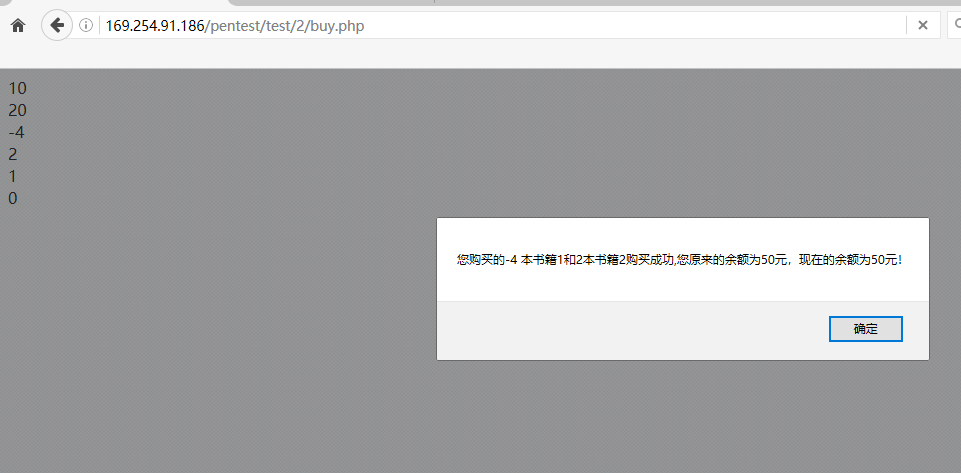 169.254.91.186/pentest/test/2/buy.php
10
20
-4
2
1
0
您购买的-4 本书籍1和2本书籍2购买成功,您原来的余额为50元，现在的余额为50元！
确定